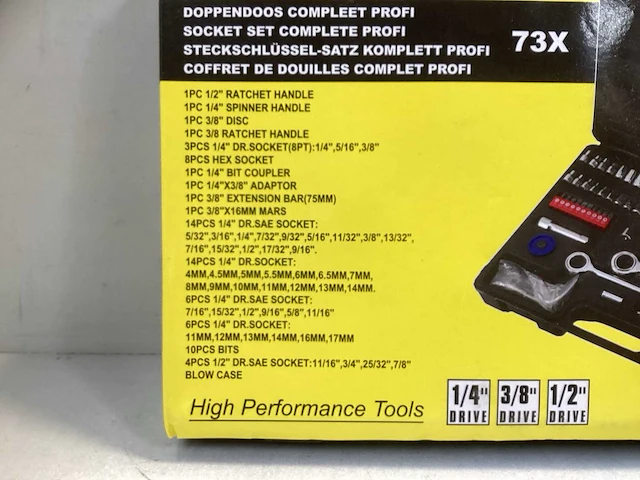 DOPPENDOOS COMPLEET PROFI
SOCKET SET COMPLETE PROFI
STECKSCHLÜSSEL-SATZ KOMPLETT PROFI
COFFRET DE DOUILLES COMPLET PROFI
73X
1PC 1/2" RATCHET HANDLE
1PC 1/4" SPINNER HANDLE
1PC 3/8" DISC
1PC 3/8 RATCHET HANDLE
3PCS 1/4" DR.SOCKET(8PT):1/4",5/16",3/8"
8PCS HEX SOCKET
1PC 1/4" BIT COUPLER
1PC 1/4"X3/8" ADAPTOR
1PC 3/8" EXTENSION BAR(75MM)
1PC 3/8"X16MM MARS
14PCS 1/4" DR.SAE SOCKET:
5/32",3/16",1/4",7/32",9/32",5/16",11/32",3/8",13/32",
7/16",15/32",1/2",17/32",9/16".
14PCS 1/4" DR.SOCKET:
4MM,4.5MM,5MM,5.5MM,6MM,6.5MM,7MM,
8MM,9MM,10MM,11MM,12MM,13MM,14MM.
6PCS 1/4" DR.SAE SOCKET:
7/16",15/32",1/2",9/16",5/8",11/16"
6PCS 1/4" DR.SOCKET:
11MM,12MM,13MM,14MM,16MM,17MM
10PCS BITS
4PCS 1/2" DR.SAE SOCKET:11/16",3/4",25/32",7/8"
BLOW CASE
High Performance Tools
1/4" DRIVE
3/8" DRIVE
1/2" DRIVE